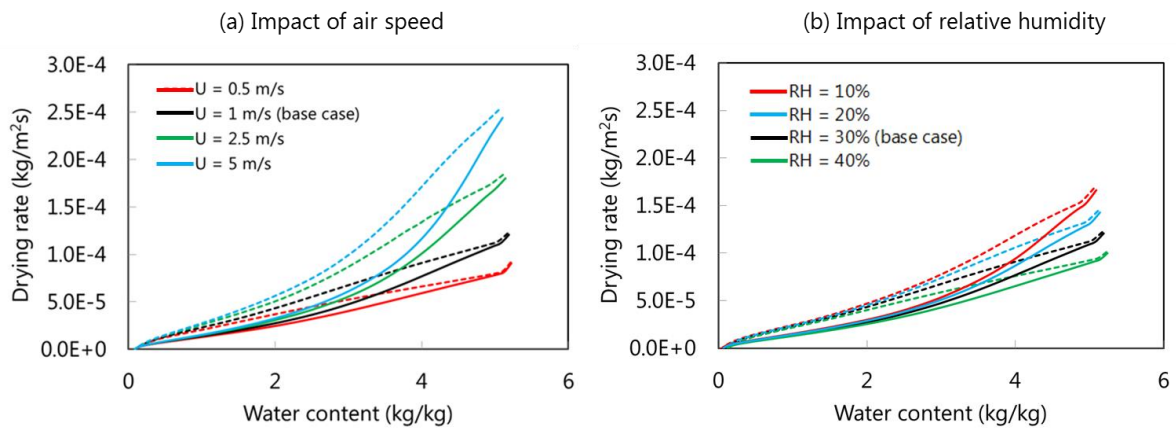 (a) Impact of air speed
3.0E-4
2.5E-4
2.0E-4
1.5E-4
1.0E-4
5.0E-5
0.0E+0
Drying rate (kg/m²s)
U = 0.5 m/s
U = 1 m/s (base case)
U = 2.5 m/s
U = 5 m/s
0 2 4 6
Water content (kg/kg)
(b) Impact of relative humidity
3.0E-4
2.5E-4
2.0E-4
1.5E-4
1.0E-4
5.0E-5
0.0E+0
Drying rate (kg/m²s)
RH = 10%
RH = 20%
RH = 30% (base case)
RH = 40%
0 2 4 6
Water content (kg/kg)